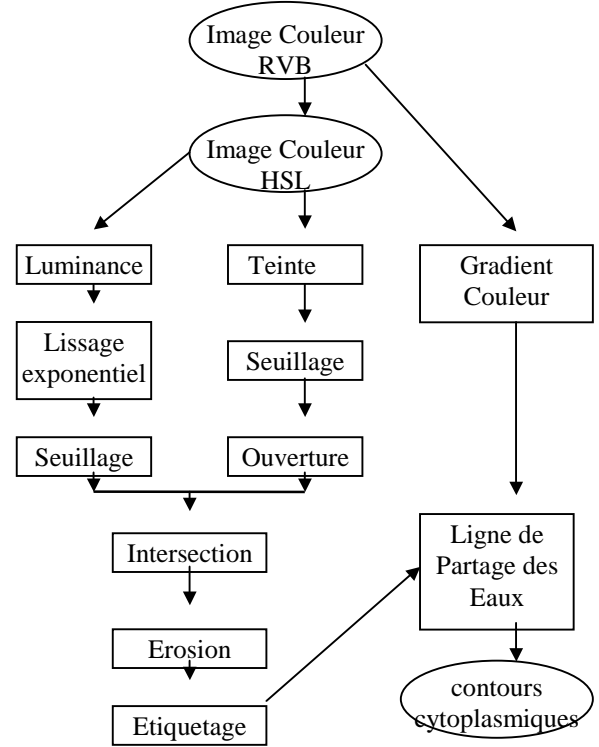 Image Couleur
RVB
Image Couleur
HSL
Luminance
Teinte
Gradient
Couleur
Lissage
exponentiel
Seuillage
Seuillage
Ouverture
Intersection
Ligne de
Partage des
Eaux
Erosion
Etiquetage
contours
cytoplasmiques